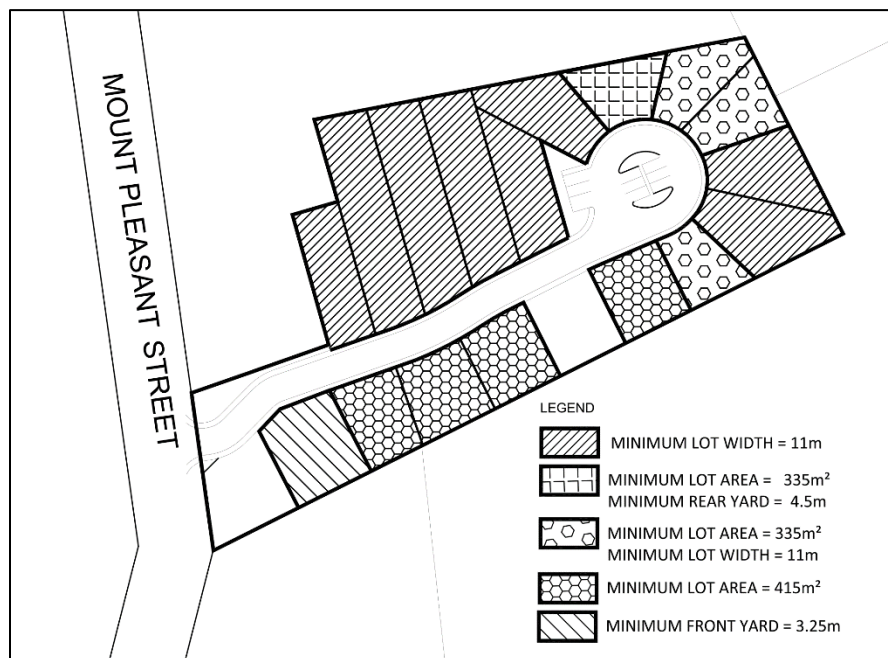 MOUNT PLEASANT STREET
LEGEND
MINIMUM LOT WIDTH = 11m
MINIMUM LOT AREA = 335m²
MINIMUM REAR YARD = 4.5m
MINIMUM LOT AREA = 335m²
MINIMUM LOT WIDTH = 11m
MINIMUM LOT AREA = 415m²
MINIMUM FRONT YARD = 3.25m